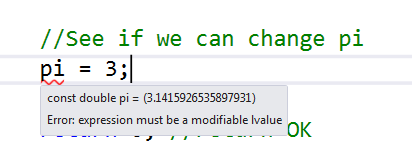 //See if we can change pi
pi = 3;
const double pi = (3.1415926535897931)
Error: expression must be a modifiable lvalue
OK